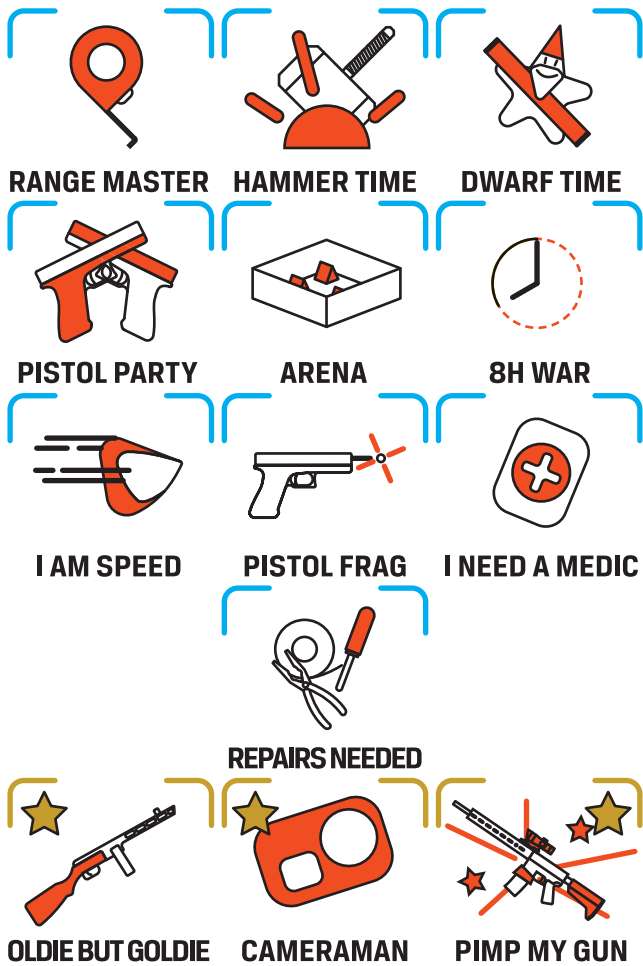 RANGE MASTER HAMMER TIME DWARF TIME
PISTOL PARTY ARENA 8H WAR
I AM SPEED PISTOL FRAG I NEED A MEDIC
REPAIRS NEEDED
OLDIE BUT GOLDIE CAMERAMAN PIMP MY GUN